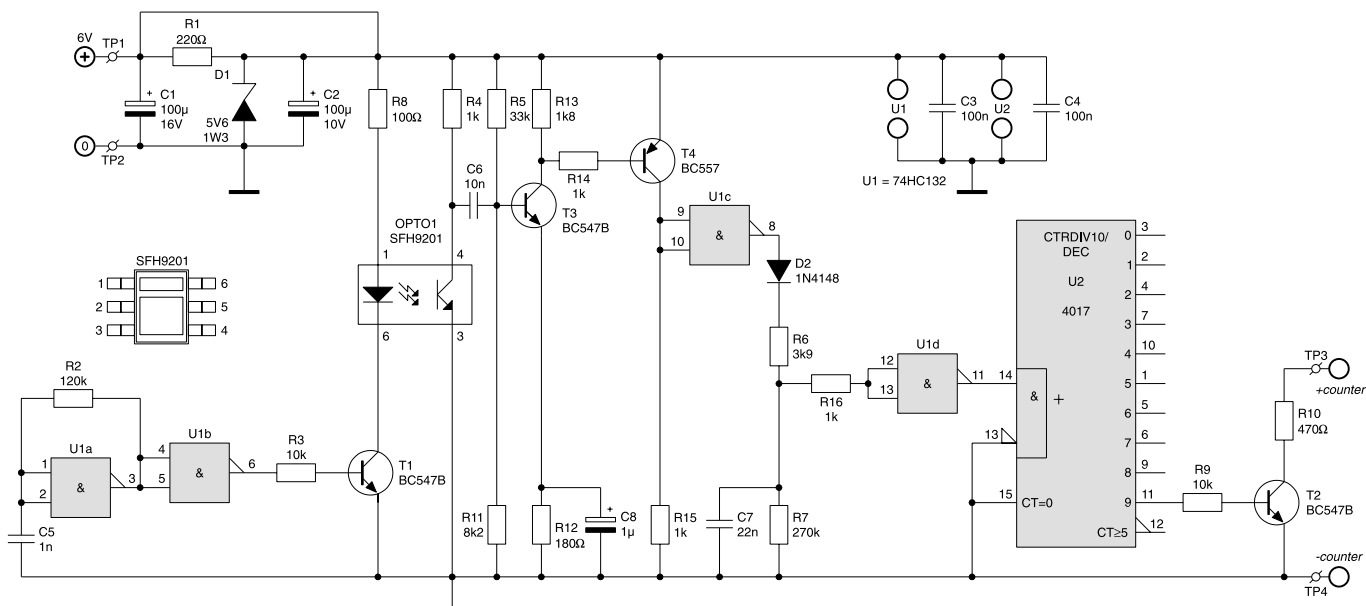 6V
TP1
R1
220Ω
D1
5V6
1W3
C1
100µ
16V
+
C2
100µ
10V
+
0
TP2
R8
100Ω
R4
1k
R5
33k
R13
1k8
C6
10n
R14
1k
T3
BC547B
T4
BC557
U1
C3
100n
U2
C4
100n
U1 = 74HC132
OPTO1
SFH9201
1
4
6
3
SFH9201
1
2
3
6
5
4
U1c
9
10
&
8
D2
1N4148
R6
3k9
R16
1k
U1d
12
13
&
11
14
&
+
13
15
CT=0
CTRDIV10/
DEC
U2
4017
0
3
1
2
2
4
3
7
4
10
5
1
6
5
7
6
8
9
9
11
CT≥5
12
TP3
+counter
R10
470Ω
R9
10k
T2
BC547B
-counter
TP4
R2
120k
U1a
1
2
&
3
C5
1n
U1b
4
5
&
6
R3
10k
T1
BC547B
R11
8k2
R12
180Ω
C8
1µ
R15
1k
C7
22n
R7
270k